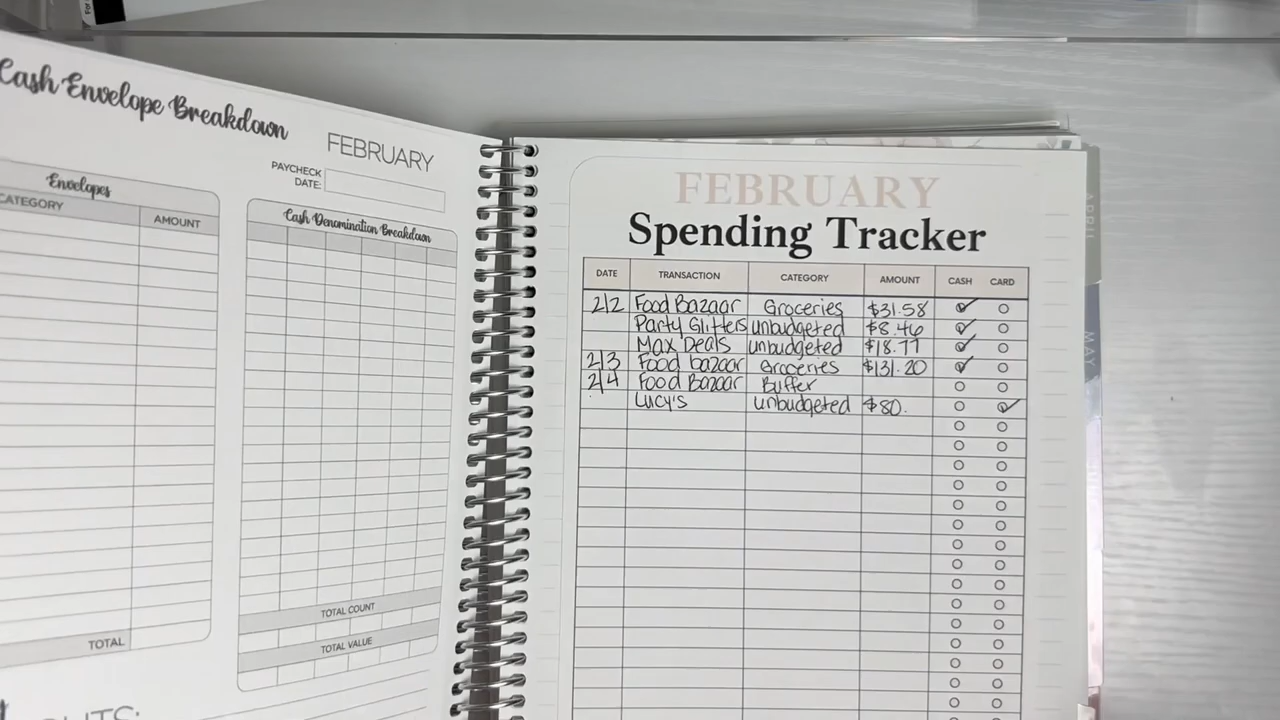 Cash Envelope Breakdown
FEBRUARY
PAYCHECK
DATE:
Envelopes
CATEGORY AMOUNT
Cash Denomination Breakdown
TOTAL COUNT
TOTAL VALUE
TOTAL
FEBRUARY
Spending Tracker
DATE TRANSACTION CATEGORY AMOUNT CASH CARD
2/2 Food Bazaar Groceries $31.58
Party Glitters unbudgeted $8.46
Max Deals unbudgeted $18.77
2/3 Food bazaar Groceries $131.20
2/4 Food Bazaar Buffer
Lucy's unbudgeted $80.
APRIL
MAY